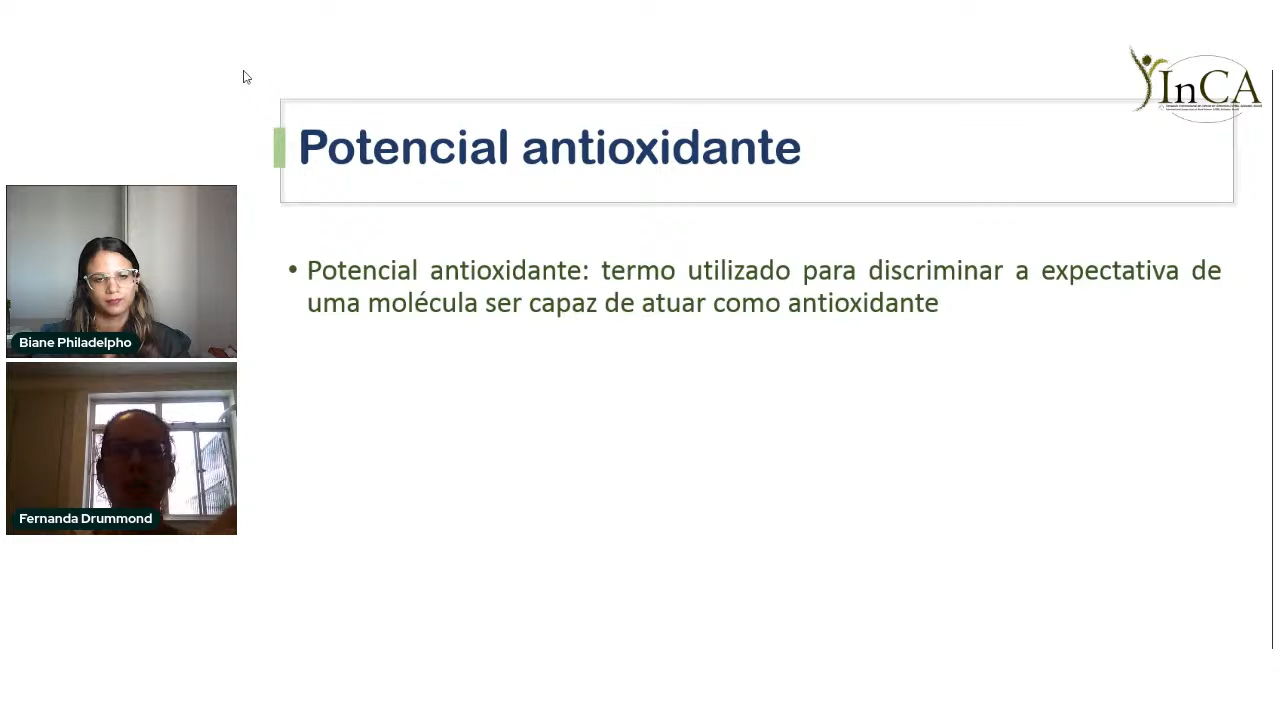 InCA
Potencial antioxidante
• Potencial antioxidante: termo utilizado para discriminar a expectativa de
uma molécula ser capaz de atuar como antioxidante
Biane Philadelpho
Fernanda Drummond